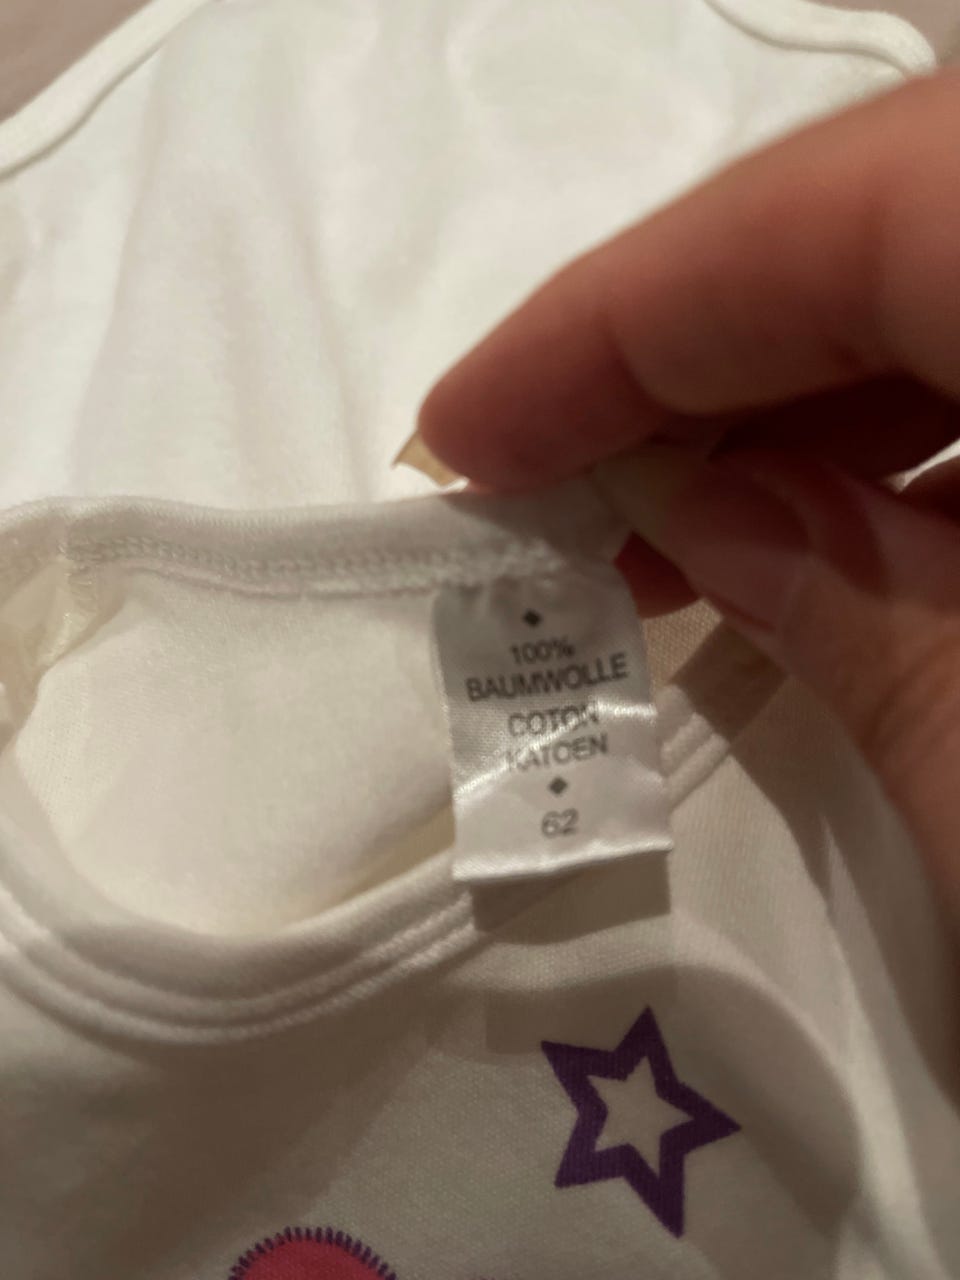 100%
BAUMWOLLE
COTON
KATOEN
62